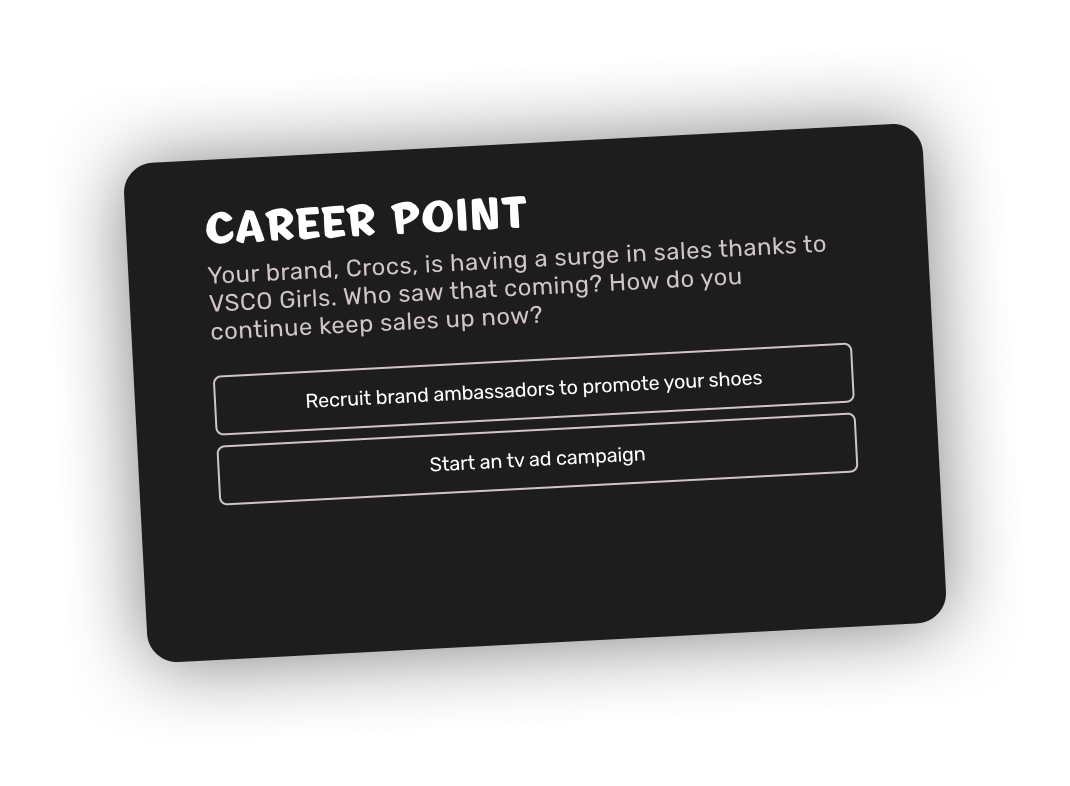 CAREER POINT
Your brand, Crocs, is having a surge in sales thanks to
VSCO Girls. Who saw that coming? How do you
continue keep sales up now?
Recruit brand ambassadors to promote your shoes
Start an tv ad campaign